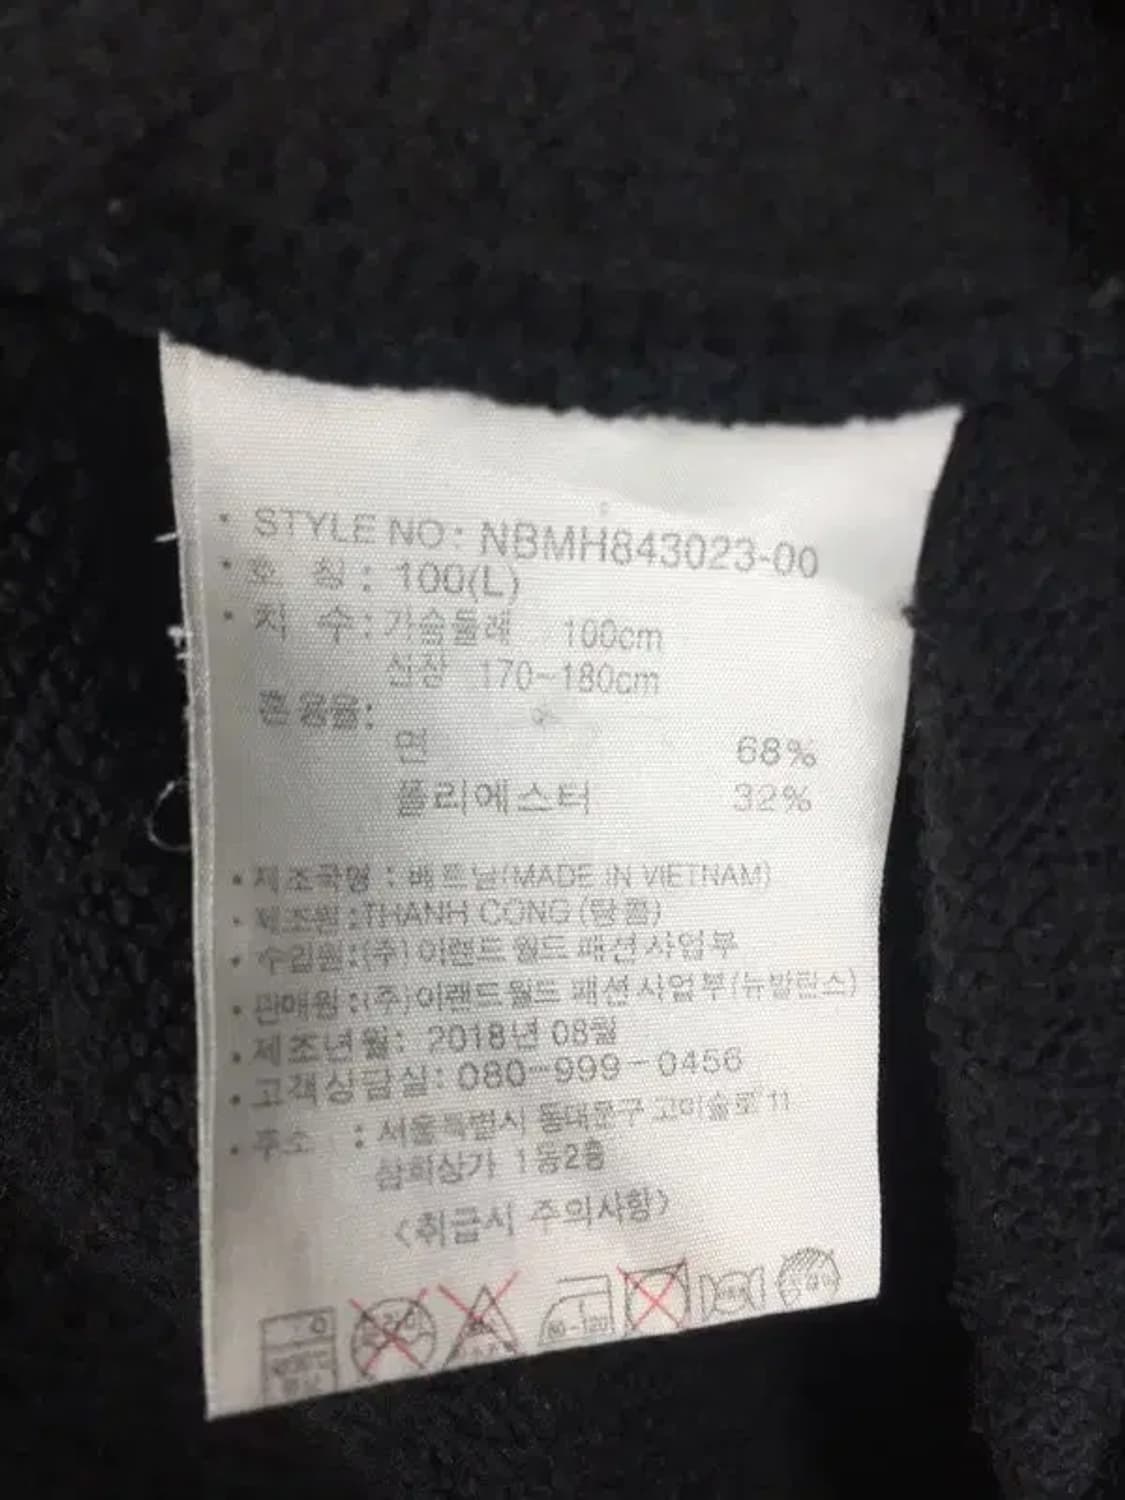 • STYLE NO: NBMH843023-00
• 호 칭: 100(L)
• 치 수: 가슴둘레 100cm
신장 170~180cm
혼용율:
면 68%
폴리에스터 32%
• 제조국명 : 베트남(MADE IN VIETNAM)
• 제조원:THANH CONG (탕콤)
• 수입원:(주) 이랜드 월드 패션사업부
• 판매원:(주)이랜드월드 패션사업부(뉴발란스)
• 제조년월: 2018년 08월
• 고객상담실: 080-999-0456
• 주소 : 서울특별시 동대문구 고미술로 11
삼희상가 1동2층
<취급시 주의사항>
80~120